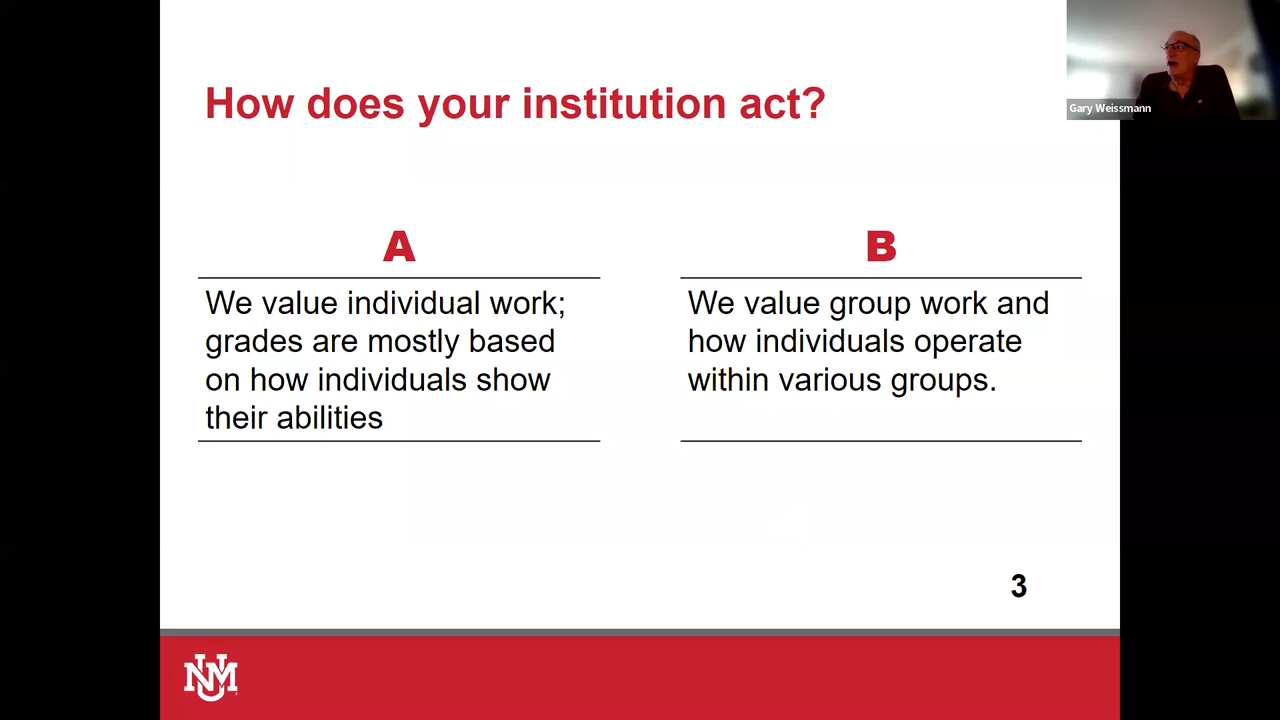 How does your institution act?
Gary Weissmann
A
We value individual work;
grades are mostly based
on how individuals show
their abilities
B
We value group work and
how individuals operate
within various groups.
3
UNM